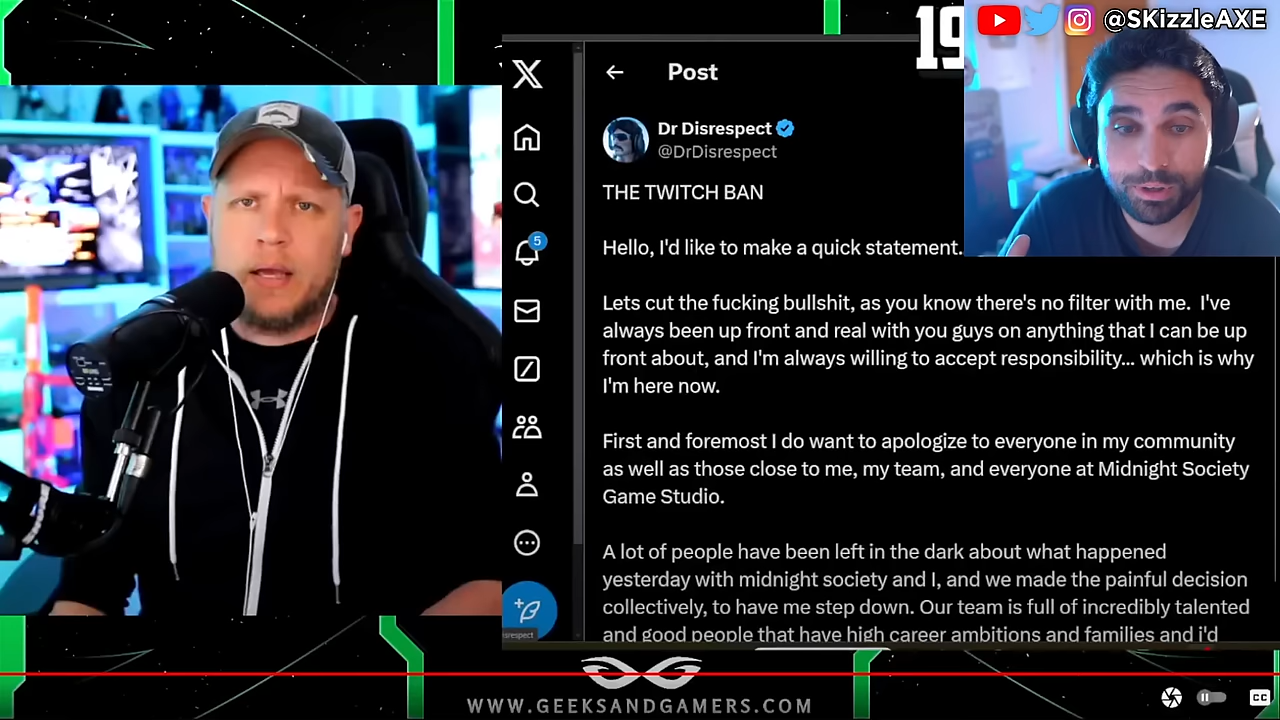 19
@SKizzleAXE
Post
Dr Disrespect
@DrDisrespect
THE TWITCH BAN
5
Hello, I'd like to make a quick statement.
Lets cut the fucking bullshit, as you know there's no filter with me. I've
always been up front and real with you guys on anything that I can be up
front about, and I'm always willing to accept responsibility... which is why
I'm here now.
First and foremost I do want to apologize to everyone in my community
as well as those close to me, my team, and everyone at Midnight Society
Game Studio.
A lot of people have been left in the dark about what happened
yesterday with midnight society and I, and we made the painful decision
collectively, to have me step down. Our team is full of incredibly talented
and good people that have high career ambitions and families and i'd
srespect
WWW.GEEKSANDGAMERS.COM
CC